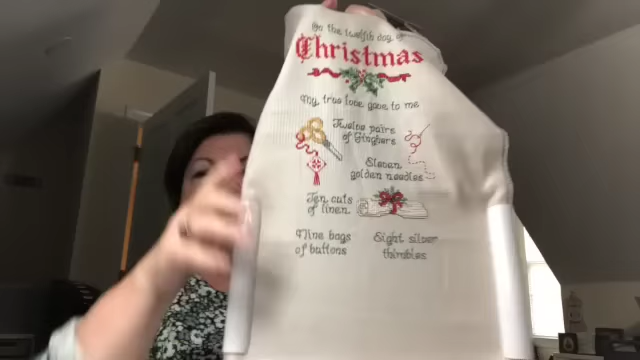 On the twelfth day of
Christmas
My true love gave to me
Twelve pairs
of Ginghers
Eleven
golden needles
Ten cuts
of linen
Nine bags
of buttons
Eight silver
thimbles